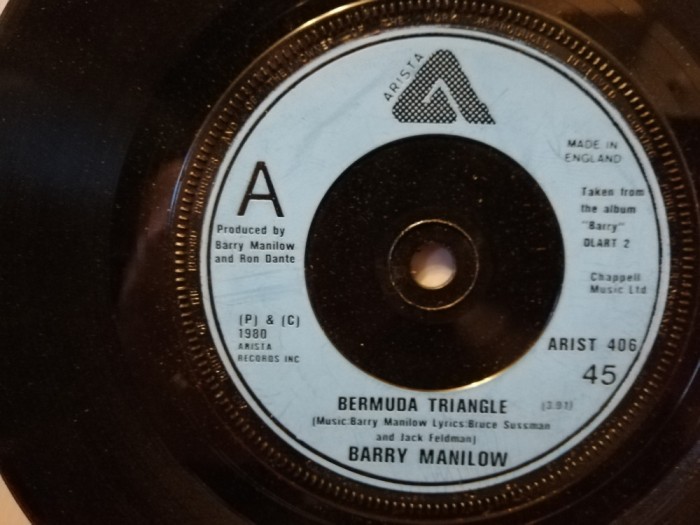 ARISTA
MADE IN
ENGLAND
A
Produced by
Barry Manilow
and Ron Dante
Taken from
the album
"Barry"
DLART 2
Chappell
Music Ltd
(P) & (C)
1980
ARISTA
RECORDS INC
ARIST 406
45
BERMUDA TRIANGLE
(Music:Barry Manilow Lyrics:Bruce Sussman
and Jack Feldman)
BARRY MANILOW